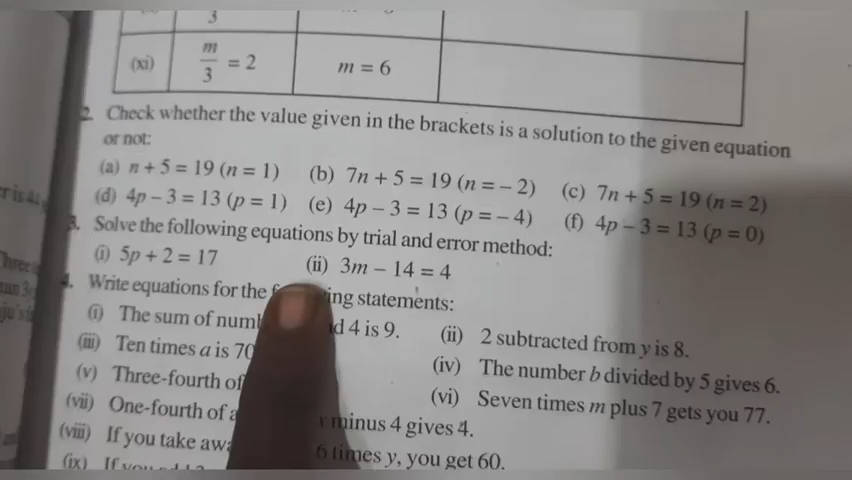 3
(xi) m/3 = 2 m = 6
2. Check whether the value given in the brackets is a solution to the given equation
or not:
(a) n + 5 = 19 (n = 1) (b) 7n + 5 = 19 (n = – 2) (c) 7n + 5 = 19 (n = 2)
(d) 4p – 3 = 13 (p = 1) (e) 4p – 3 = 13 (p = – 4) (f) 4p – 3 = 13 (p = 0)
3. Solve the following equations by trial and error method:
(i) 5p + 2 = 17 (ii) 3m – 14 = 4
4. Write equations for the ing statements:
(i) The sum of 4 is 9. (ii) 2 subtracted from y is 8.
(iii) Ten times a is 70 (iv) The number b divided by 5 gives 6.
(v) Three-fourth of (vi) Seven times m plus 7 gets you 77.
(vii) One-fourth of a minus 4 gives 4.
(viii) If you take 6 times y, you get 60.
(ix) If